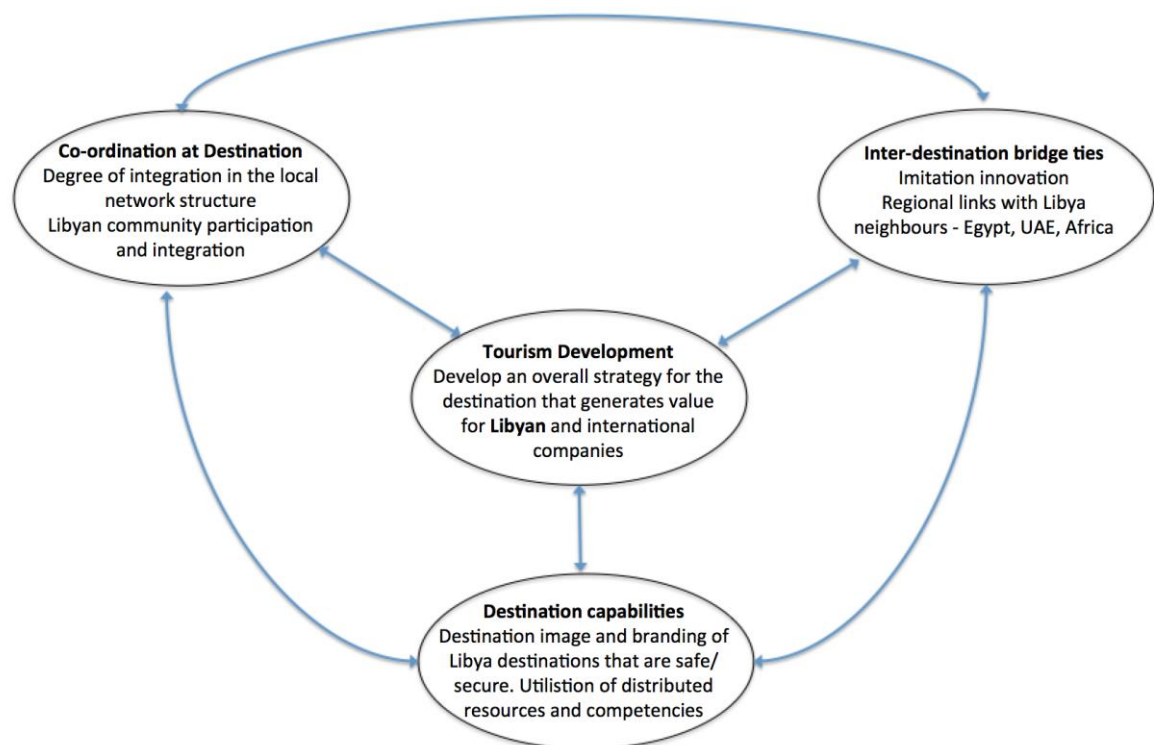 Co-ordination at Destination
Degree of integration in the local
network structure
Libyan community participation
and integration
Inter-destination bridge ties
Imitation innovation
Regional links with Libya
neighbours - Egypt, UAE, Africa
Tourism Development
Develop an overall strategy for the
destination that generates value
for Libyan and international
companies
Destination capabilities
Destination image and branding of
Libya destinations that are safe/
secure. Utilistion of distributed
resources and competencies